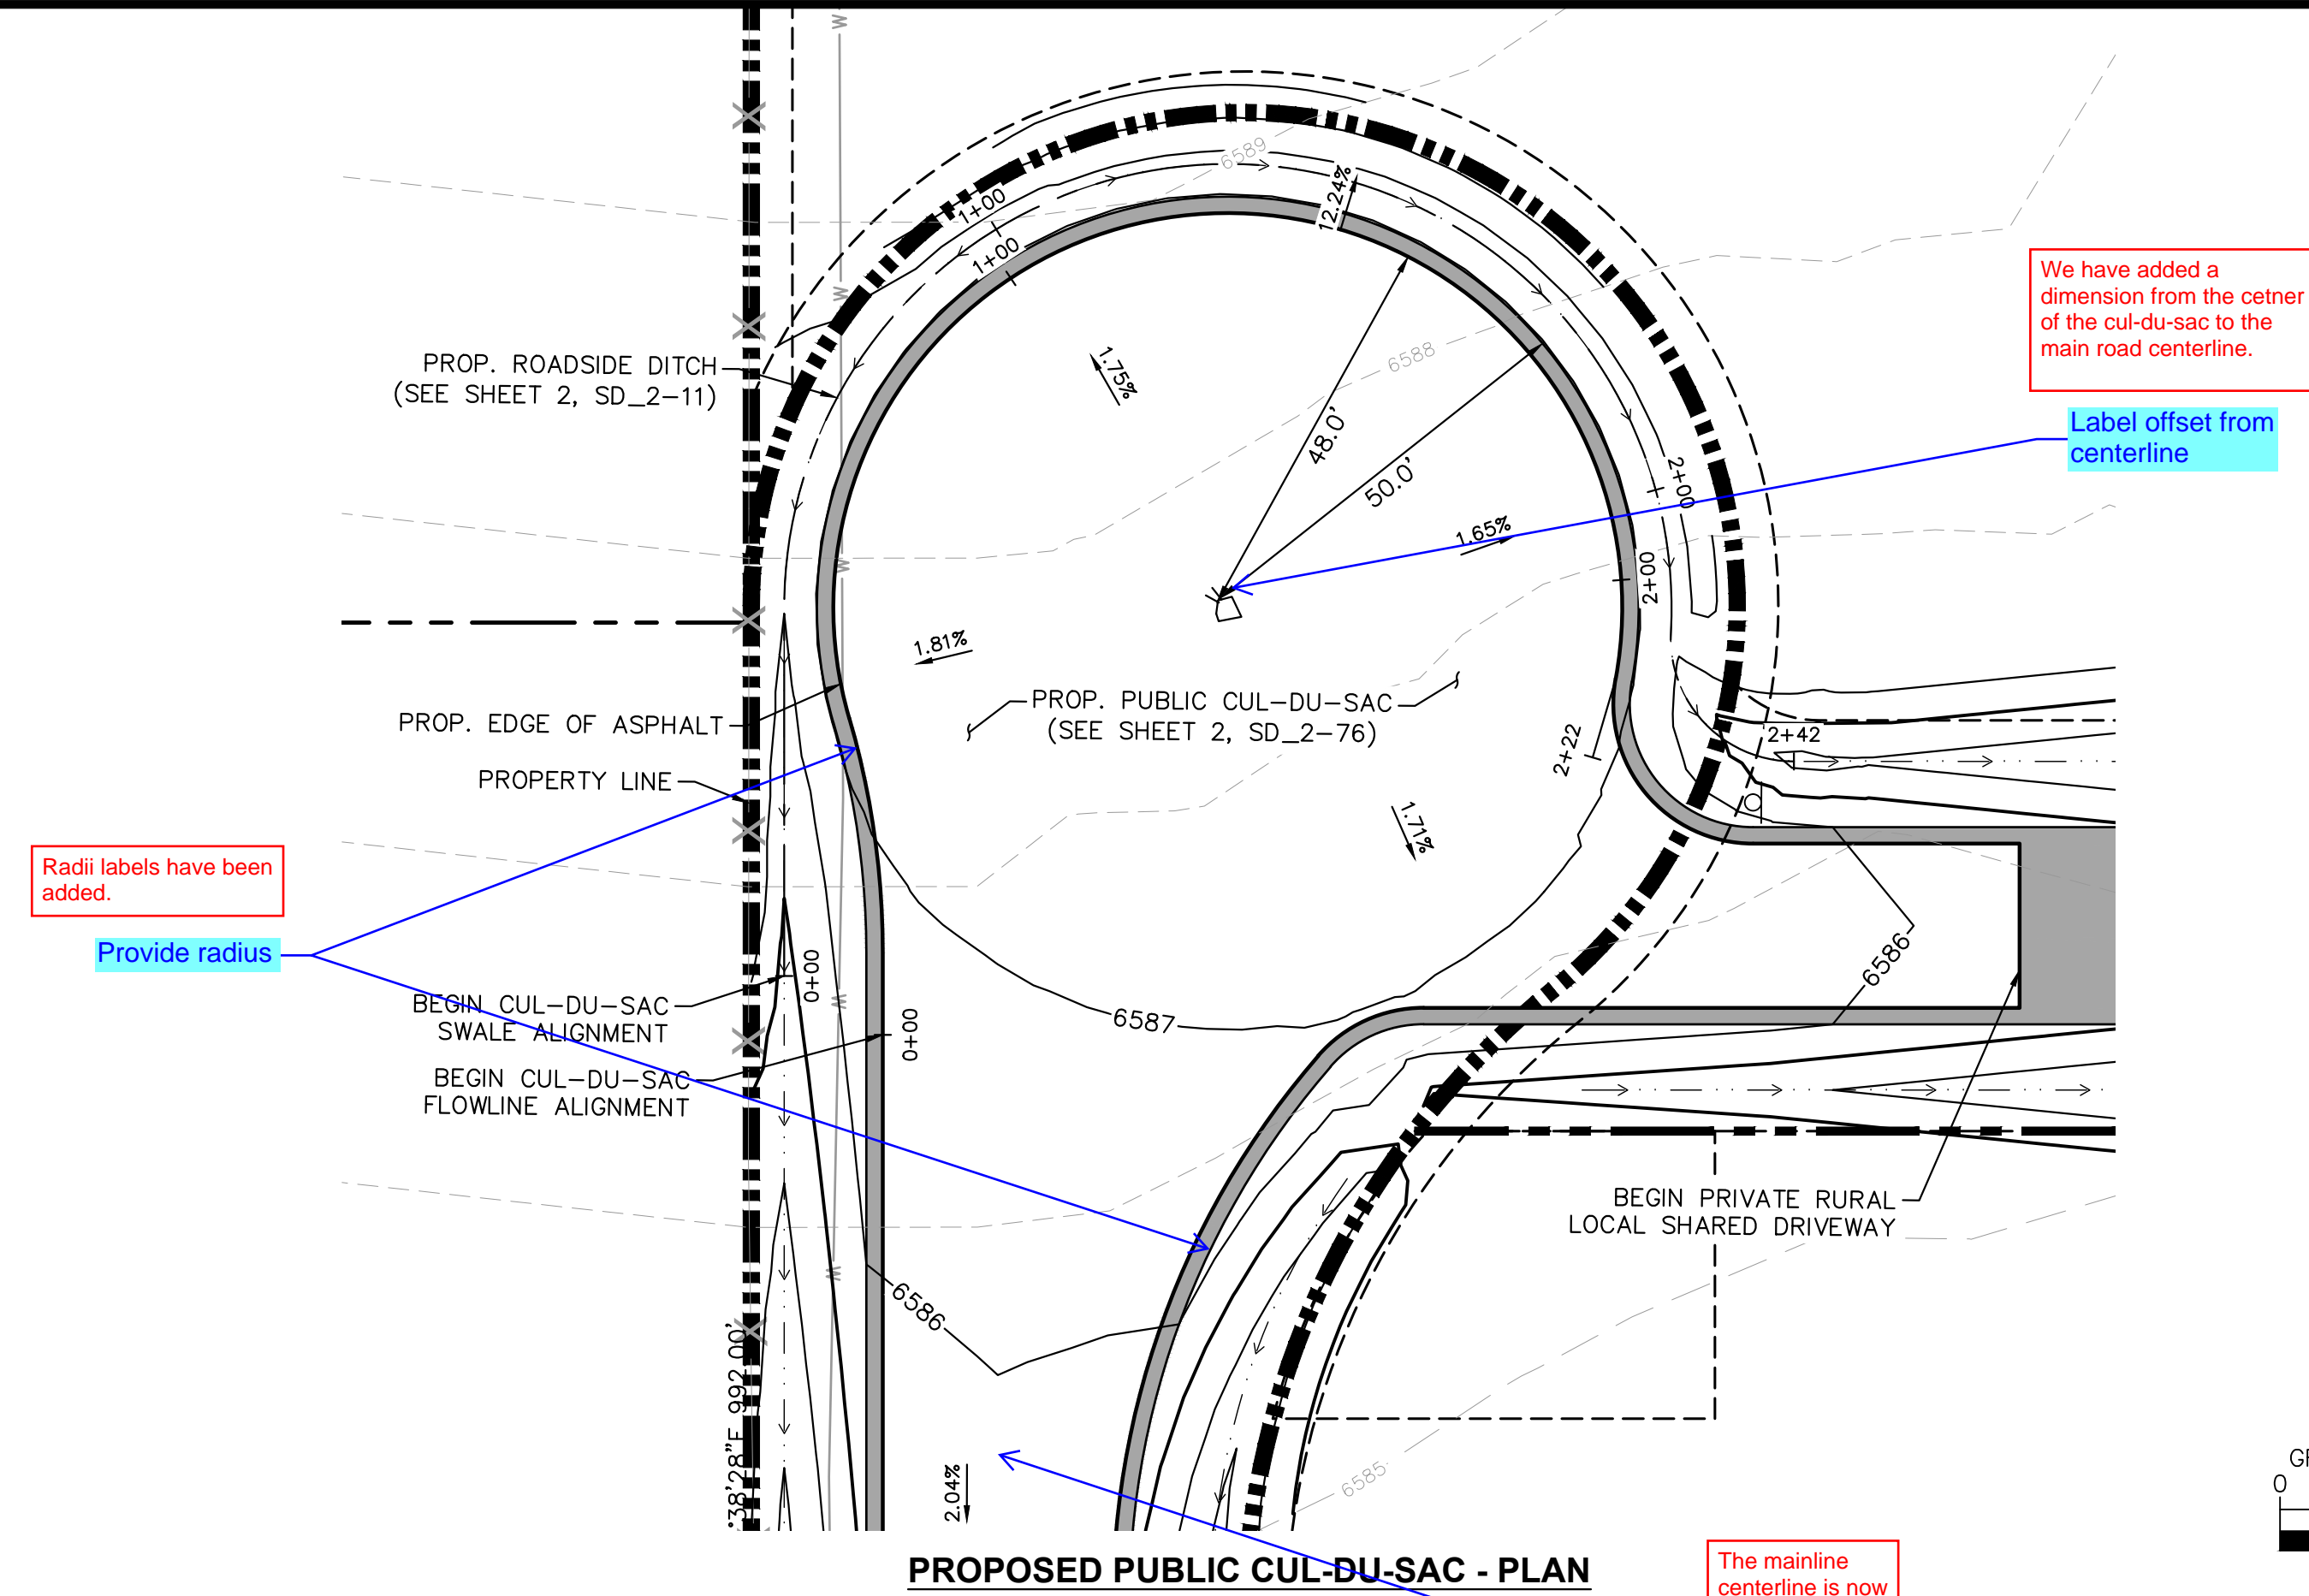 W
6589
12.24%
1+00
1+00
W
We have added a
dimension from the cetner
of the cul-du-sac to the
main road centerline.
PROP. ROADSIDE DITCH
(SEE SHEET 2, SD_2-11)
1.75%
6588
48.0'
50.0'
Label offset from
centerline
2+00
1.65%
W
2+00
1.81%
PROP. PUBLIC CUL-DU-SAC
(SEE SHEET 2, SD_2-76)
PROP. EDGE OF ASPHALT
2+42
2+22
PROPERTY LINE
1.71%
Radii labels have been
added.
Provide radius
6586
0+00
W
BEGIN CUL-DU-SAC
SWALE ALIGNMENT
6587
0+00
BEGIN CUL-DU-SAC
FLOWLINE ALIGNMENT
BEGIN PRIVATE RURAL
LOCAL SHARED DRIVEWAY
W
6586
°38'28"E 992.00'
2.04%
6585
0
PROPOSED PUBLIC CUL-DU-SAC - PLAN
The mainline
centerline is now